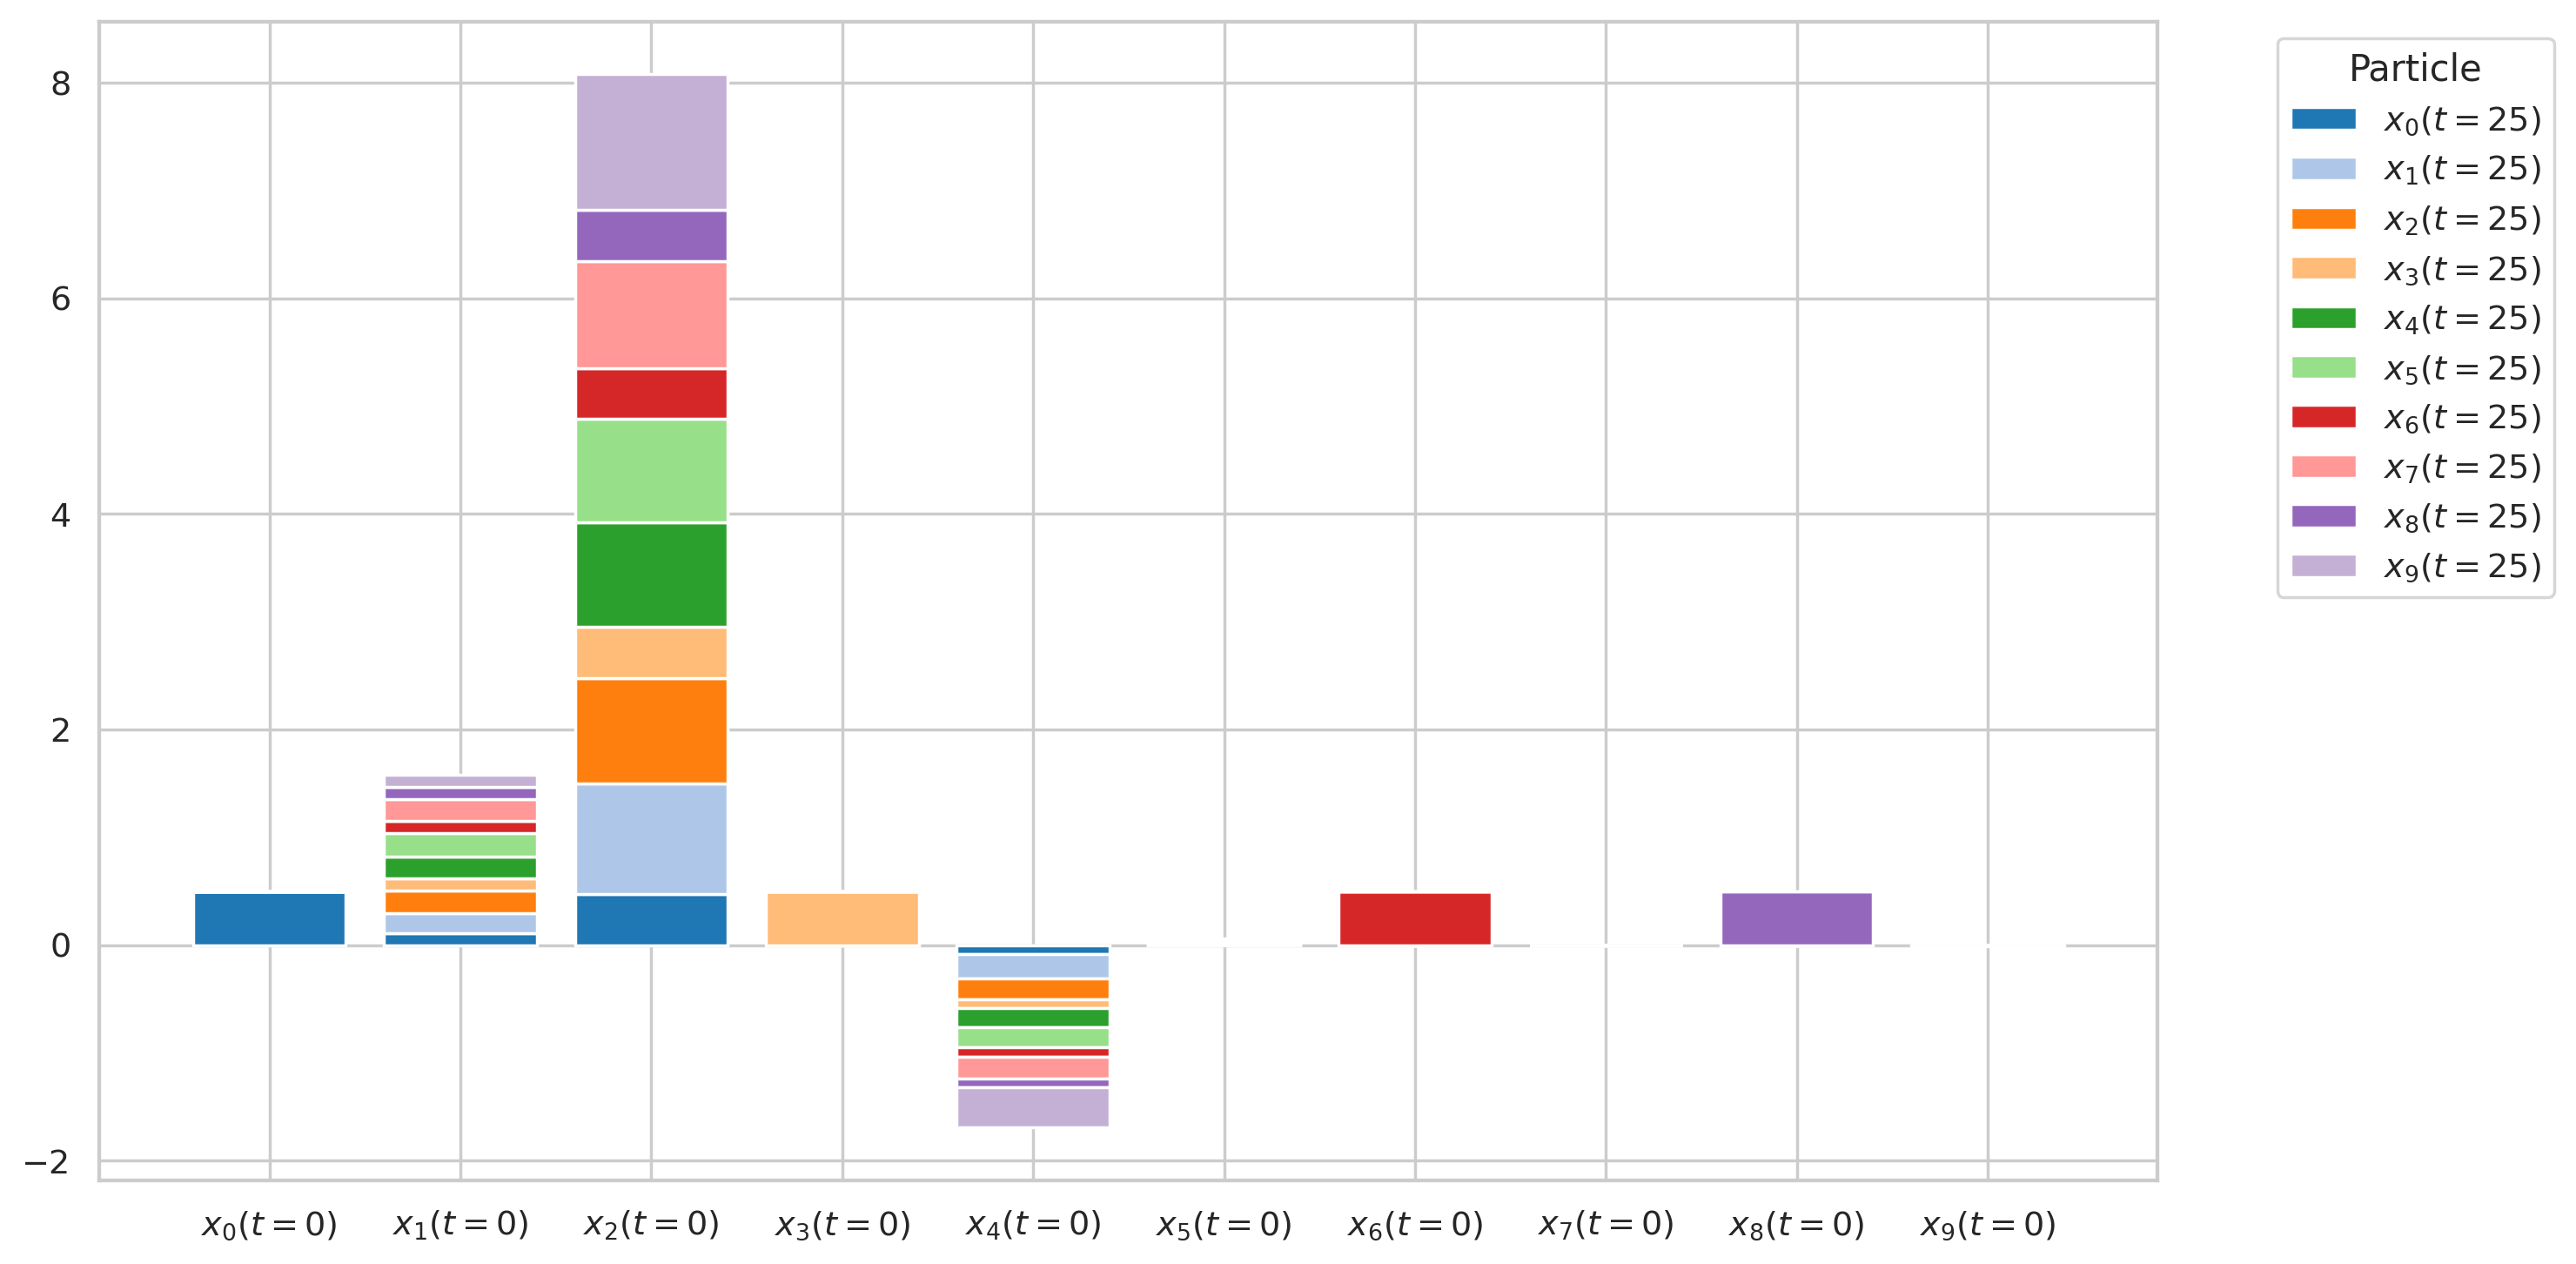 8
6
4
2
0
−2
x₀(t = 0) x₁(t = 0) x₂(t = 0) x₃(t = 0) x₄(t = 0) x₅(t = 0) x₆(t = 0) x₇(t = 0) x₈(t = 0) x₉(t = 0)
Particle
x₀(t = 25)
x₁(t = 25)
x₂(t = 25)
x₃(t = 25)
x₄(t = 25)
x₅(t = 25)
x₆(t = 25)
x₇(t = 25)
x₈(t = 25)
x₉(t = 25)